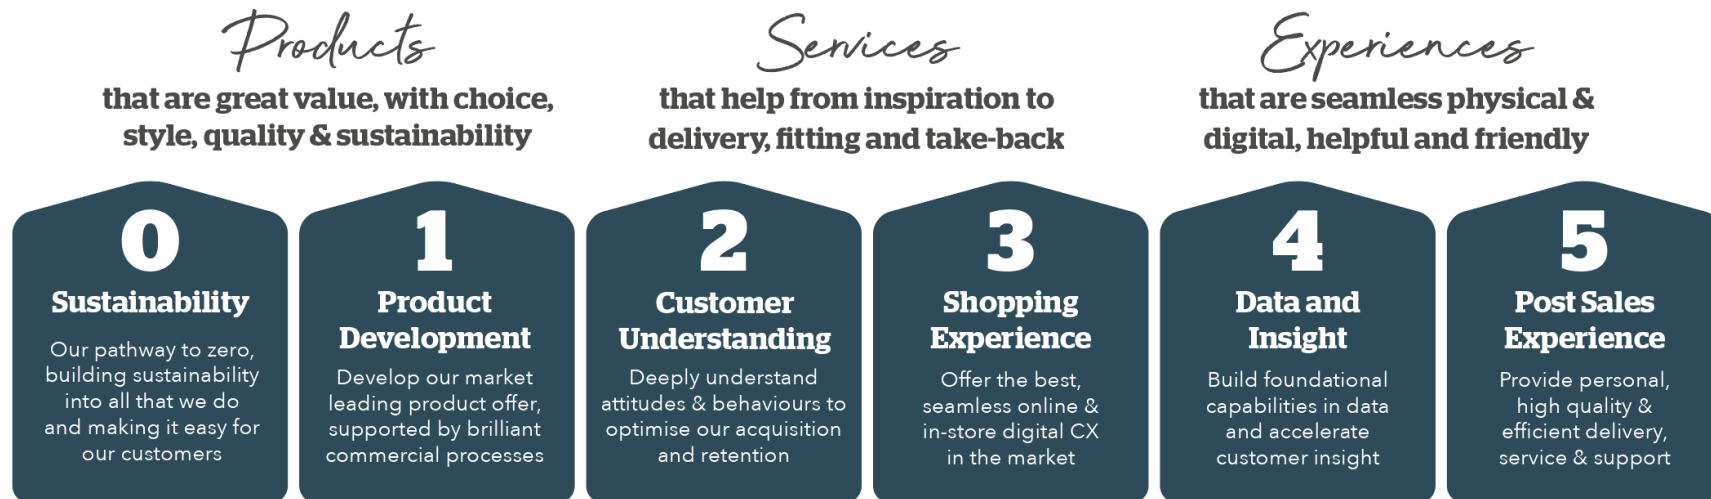 Products
that are great value, with choice,
style, quality & sustainability
Services
that help from inspiration to
delivery, fitting and take-back
Experiences
that are seamless physical &
digital, helpful and friendly
0
Sustainability
Our pathway to zero,
building sustainability
into all that we do
and making it easy for
our customers
1
Product
Development
Develop our market
leading product offer,
supported by brilliant
commercial processes
2
Customer
Understanding
Deeply understand
attitudes & behaviours to
optimise our acquisition
and retention
3
Shopping
Experience
Offer the best,
seamless online &
in-store digital CX
in the market
4
Data and
Insight
Build foundational
capabilities in data
and accelerate
customer insight
5
Post Sales
Experience
Provide personal,
high quality &
efficient delivery,
service & support